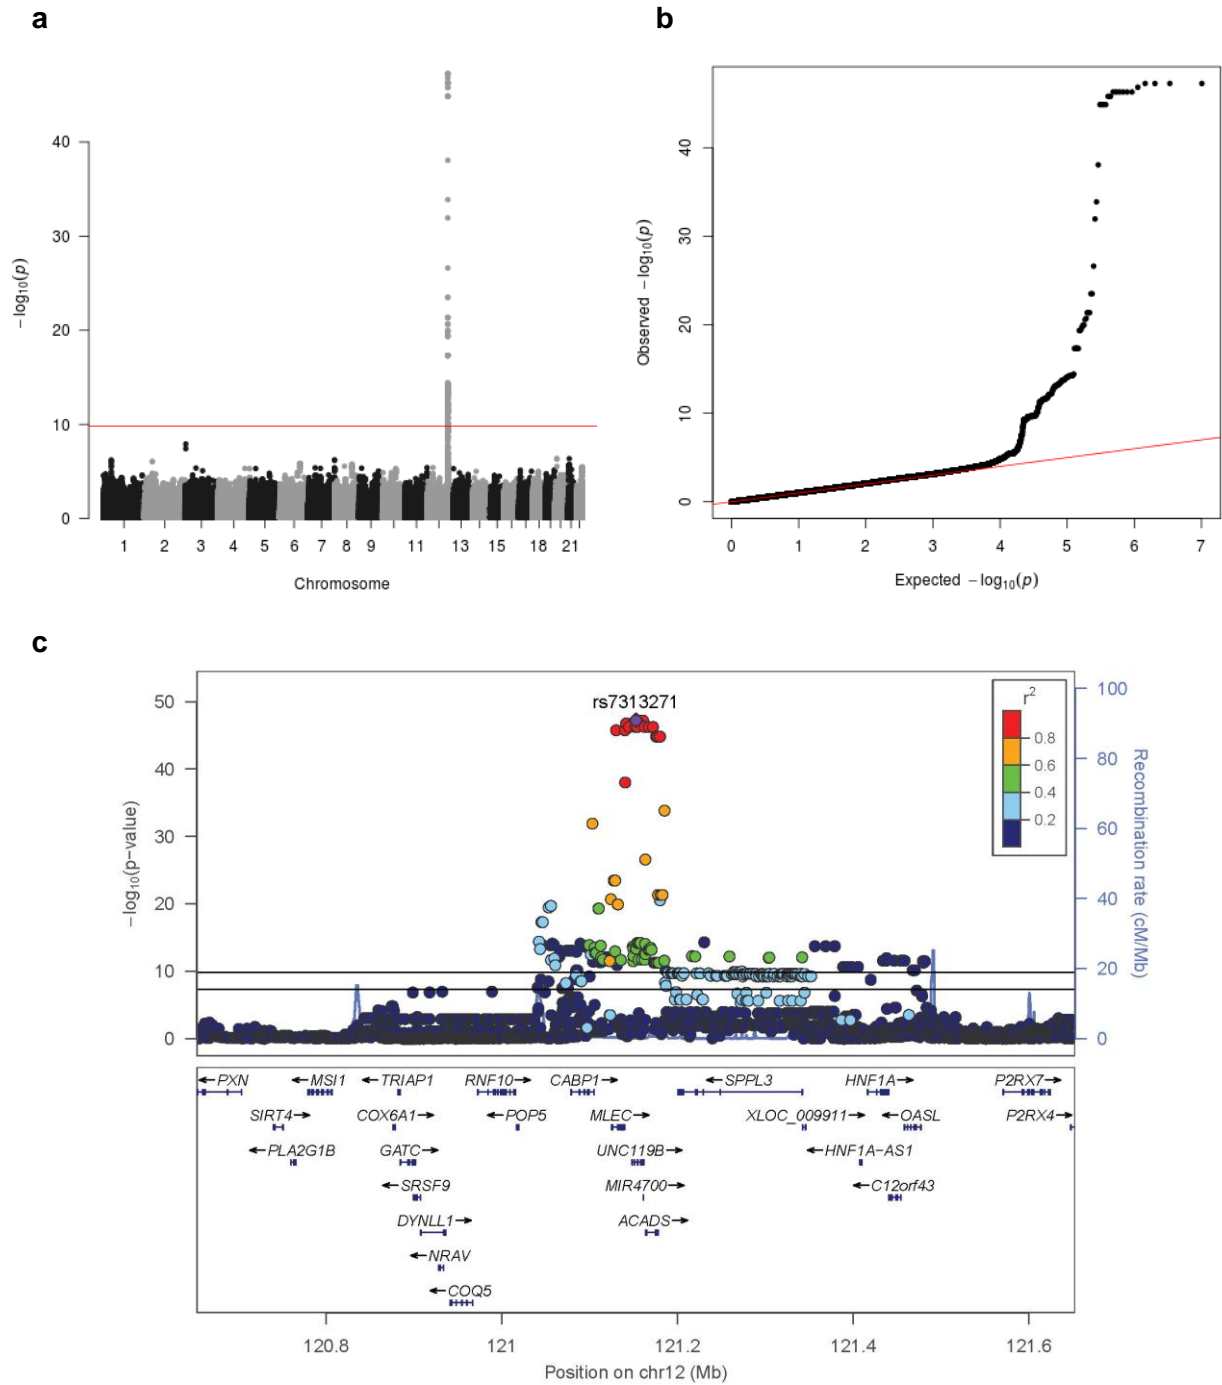 a
b
− log10(p)
40
30
20
10
0
1 2 3 4 5 6 7 8 9 11 13 15 18 21
Chromosome
Observed − log10(p)
40
30
20
10
0
0 1 2 3 4 5 6 7
Expected − log10(p)
c
rs7313271
−log10(p−value)
50
40
30
20
10
0
r2
0.8
0.6
0.4
0.2
100
80
60
40
20
0
Recombination rate (cM/Mb)
←PXN ←MSI1 ←TRIAP1 RNF10→ CABP1→ ←SPPL3 HNF1A→ P2RX7→
SIRT4→ COX6A1→ ←POP5 MLEC→ XLOC_009911→ ←OASL P2RX4→
←PLA2G1B GATC→ UNC119B→ ←HNF1A−AS1
←SRSF9 MIR4700→ ←C12orf43
DYNLL1→ ACADS→
←NRAV
←COQ5
120.8 121 121.2 121.4 121.6
Position on chr12 (Mb)